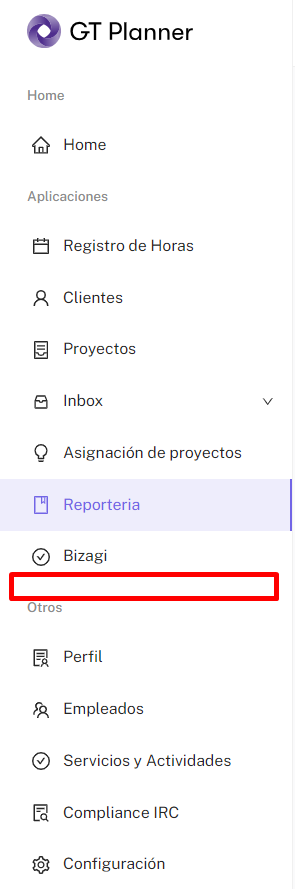 GT Planner
Home
Home
Aplicaciones
Registro de Horas
Clientes
Proyectos
Inbox
Asignación de proyectos
Reporteria
Bizagi
Otros
Perfil
Empleados
Servicios y Actividades
Compliance IRC
Configuración